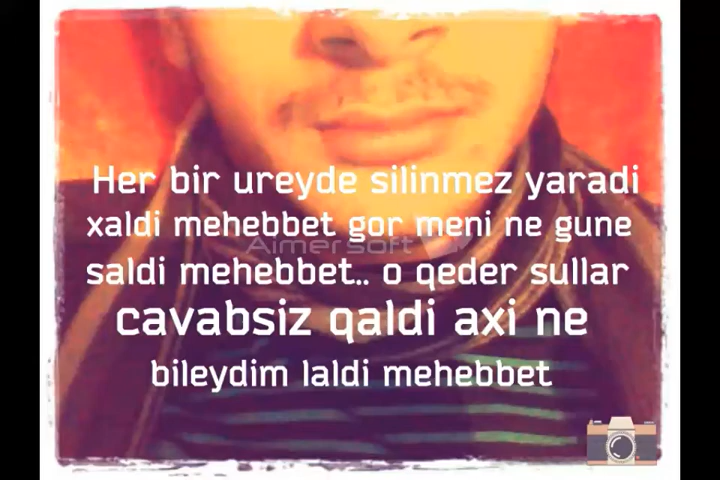 Her bir ureyde silinmez yaradi
xaldi mehebbet gor meni ne gune
Aimersoft
saldi mehebbet.. o qeder sullar
cavabsiz qaldi axi ne
bileydim laldi mehebbet